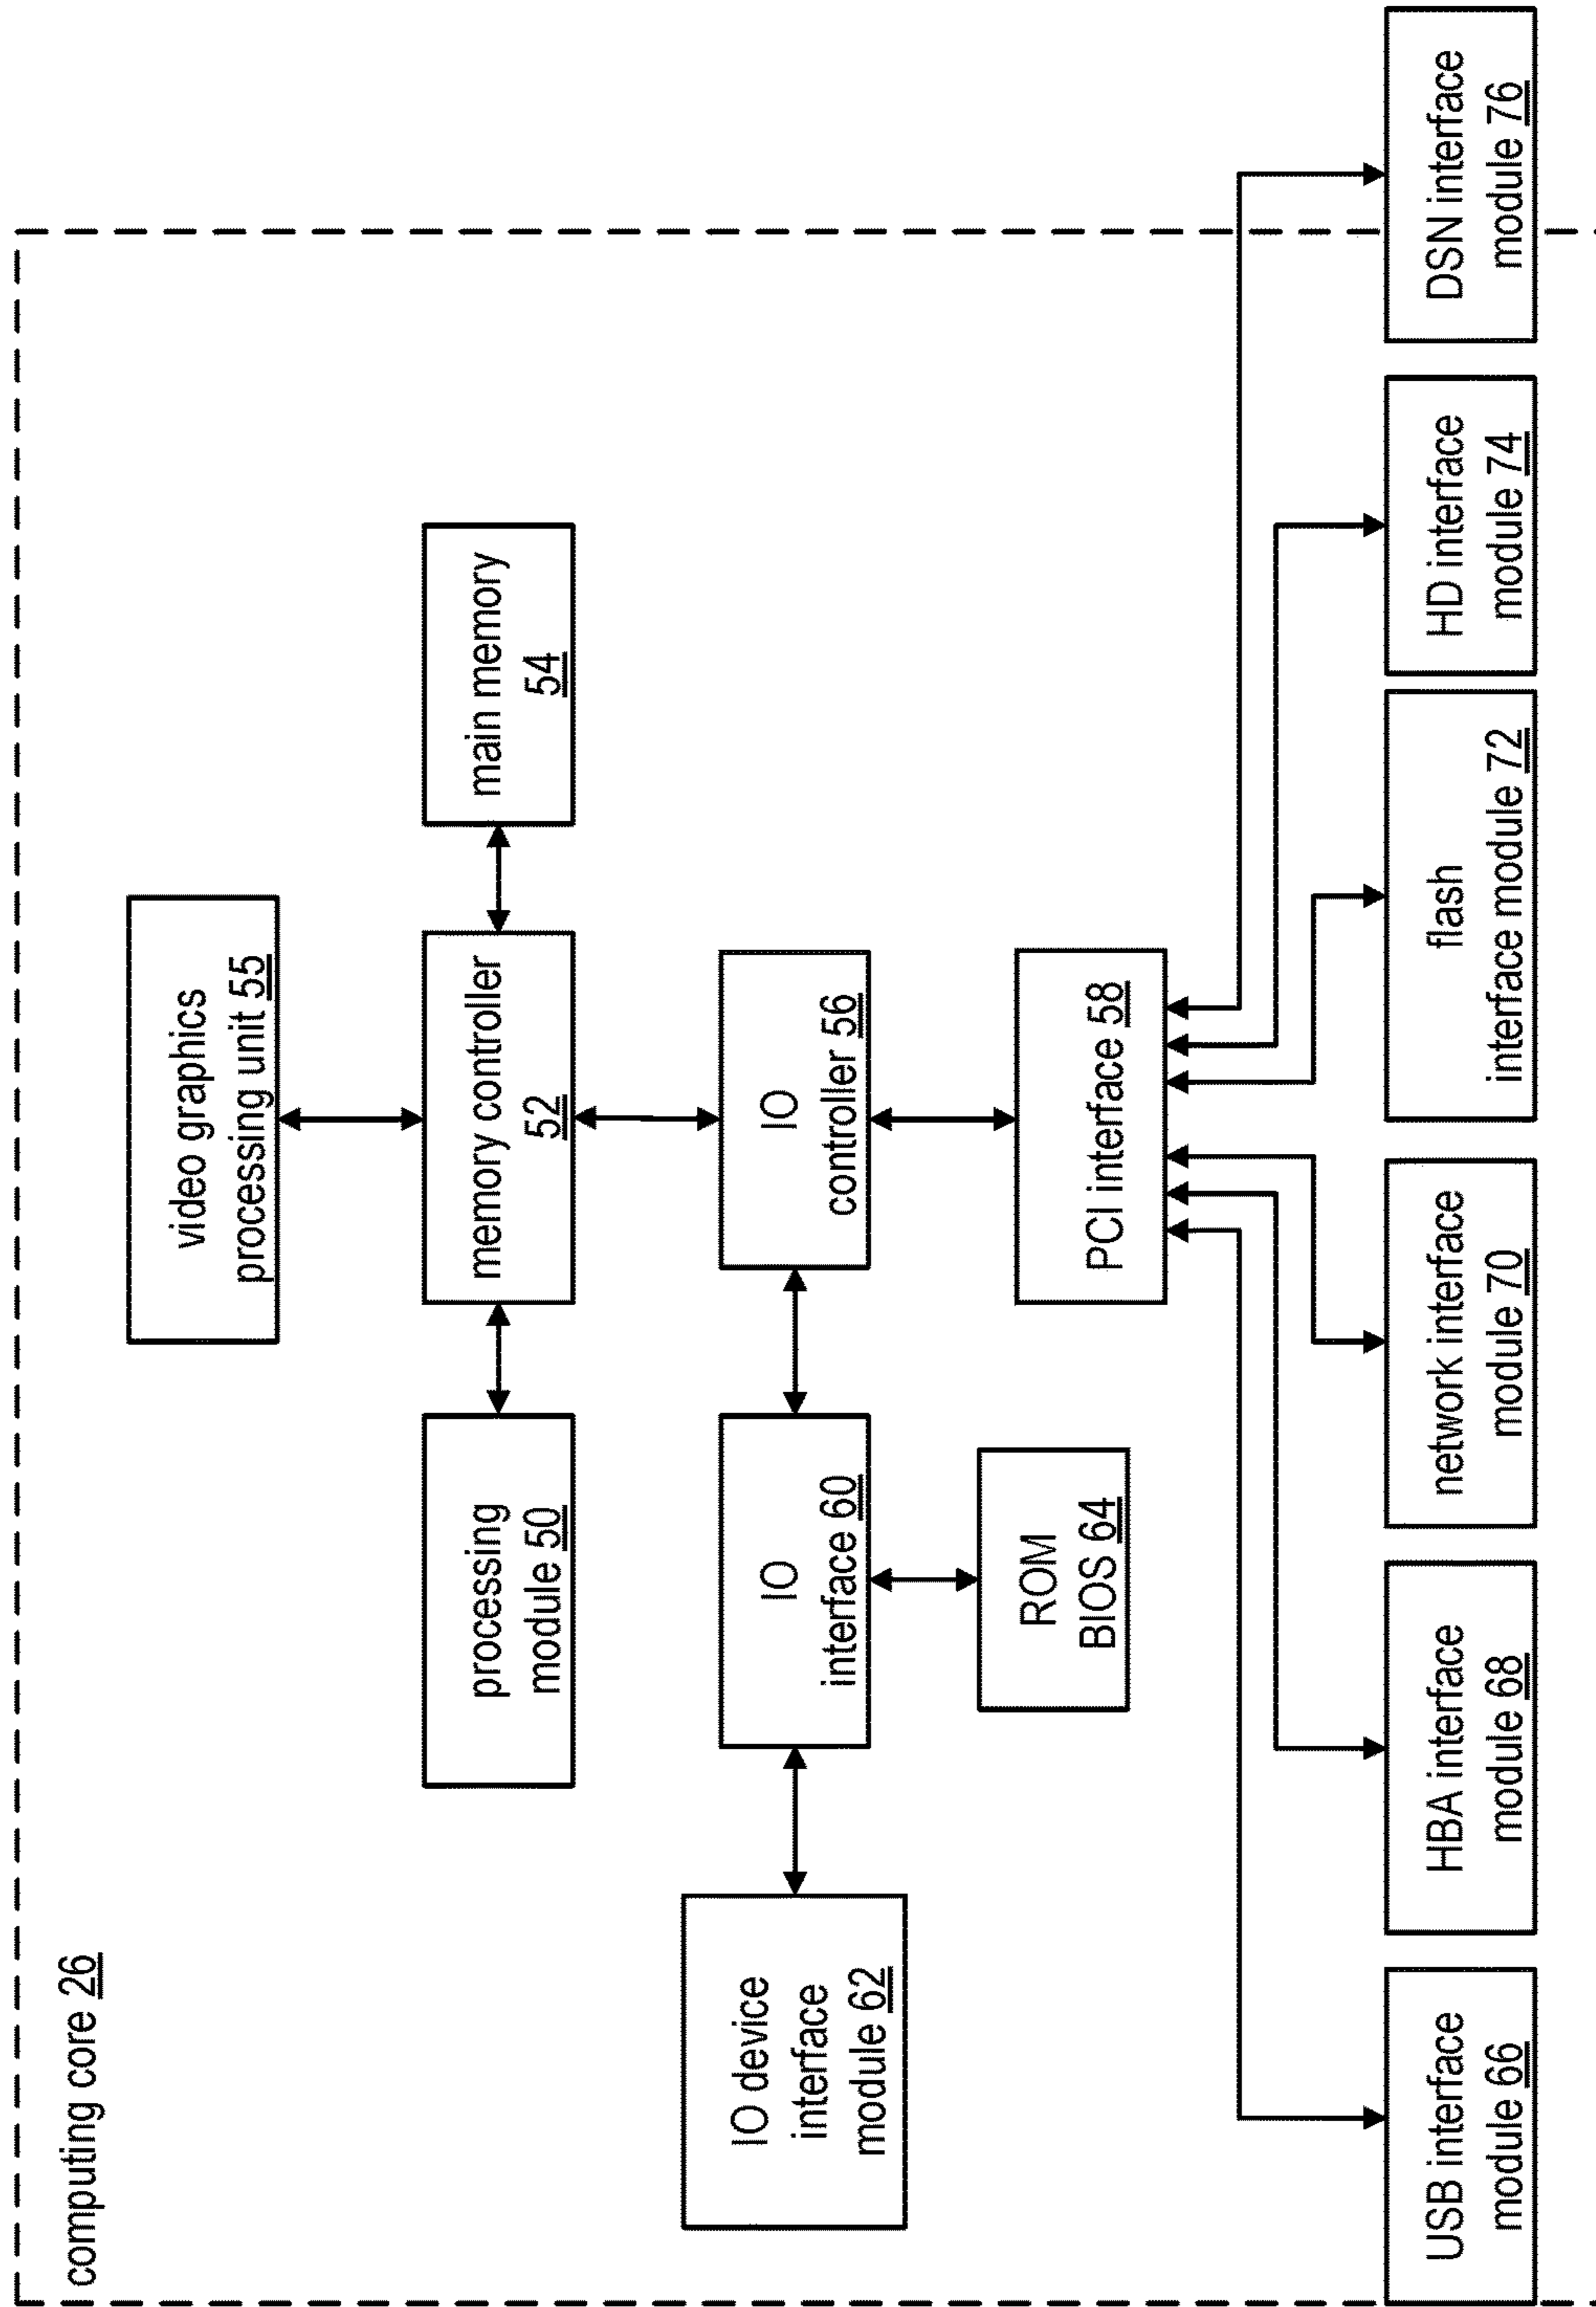 computing core 26
video graphics
processing unit 55
processing
module 50
memory controller
52
main memory
54
IO device
interface
module 62
IO
interface 60
IO
controller 56
ROM
BIOS 64
PCI interface 58
USB interface
module 66
HBA interface
module 68
network interface
module 70
flash
interface module 72
HD interface
module 74
DSN interface
module 76